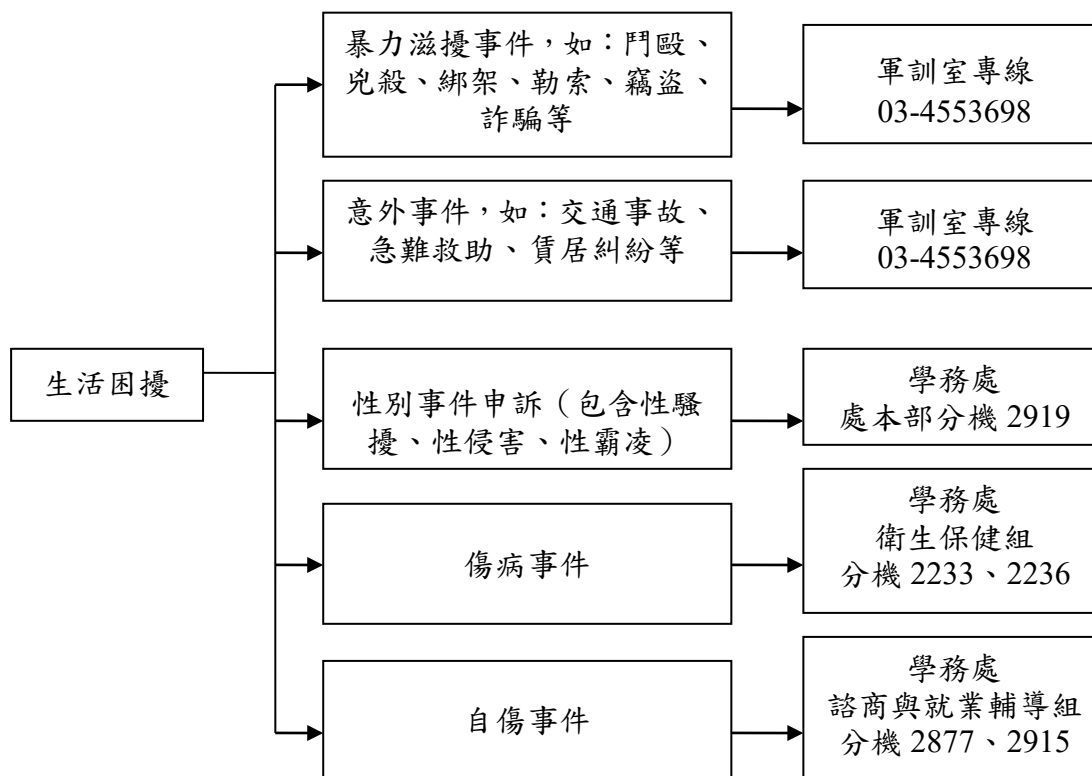 暴力滋擾事件，如：鬥毆、
兇殺、綁架、勒索、竊盜、
詐騙等
軍訓室專線
03-4553698
意外事件，如：交通事故、
急難救助、賃居糾紛等
軍訓室專線
03-4553698
生活困擾
性別事件申訴（包含性騷
擾、性侵害、性霸凌）
學務處
處本部分機 2919
傷病事件
學務處
衛生保健組
分機 2233、2236
自傷事件
學務處
諮商與就業輔導組
分機 2877、2915